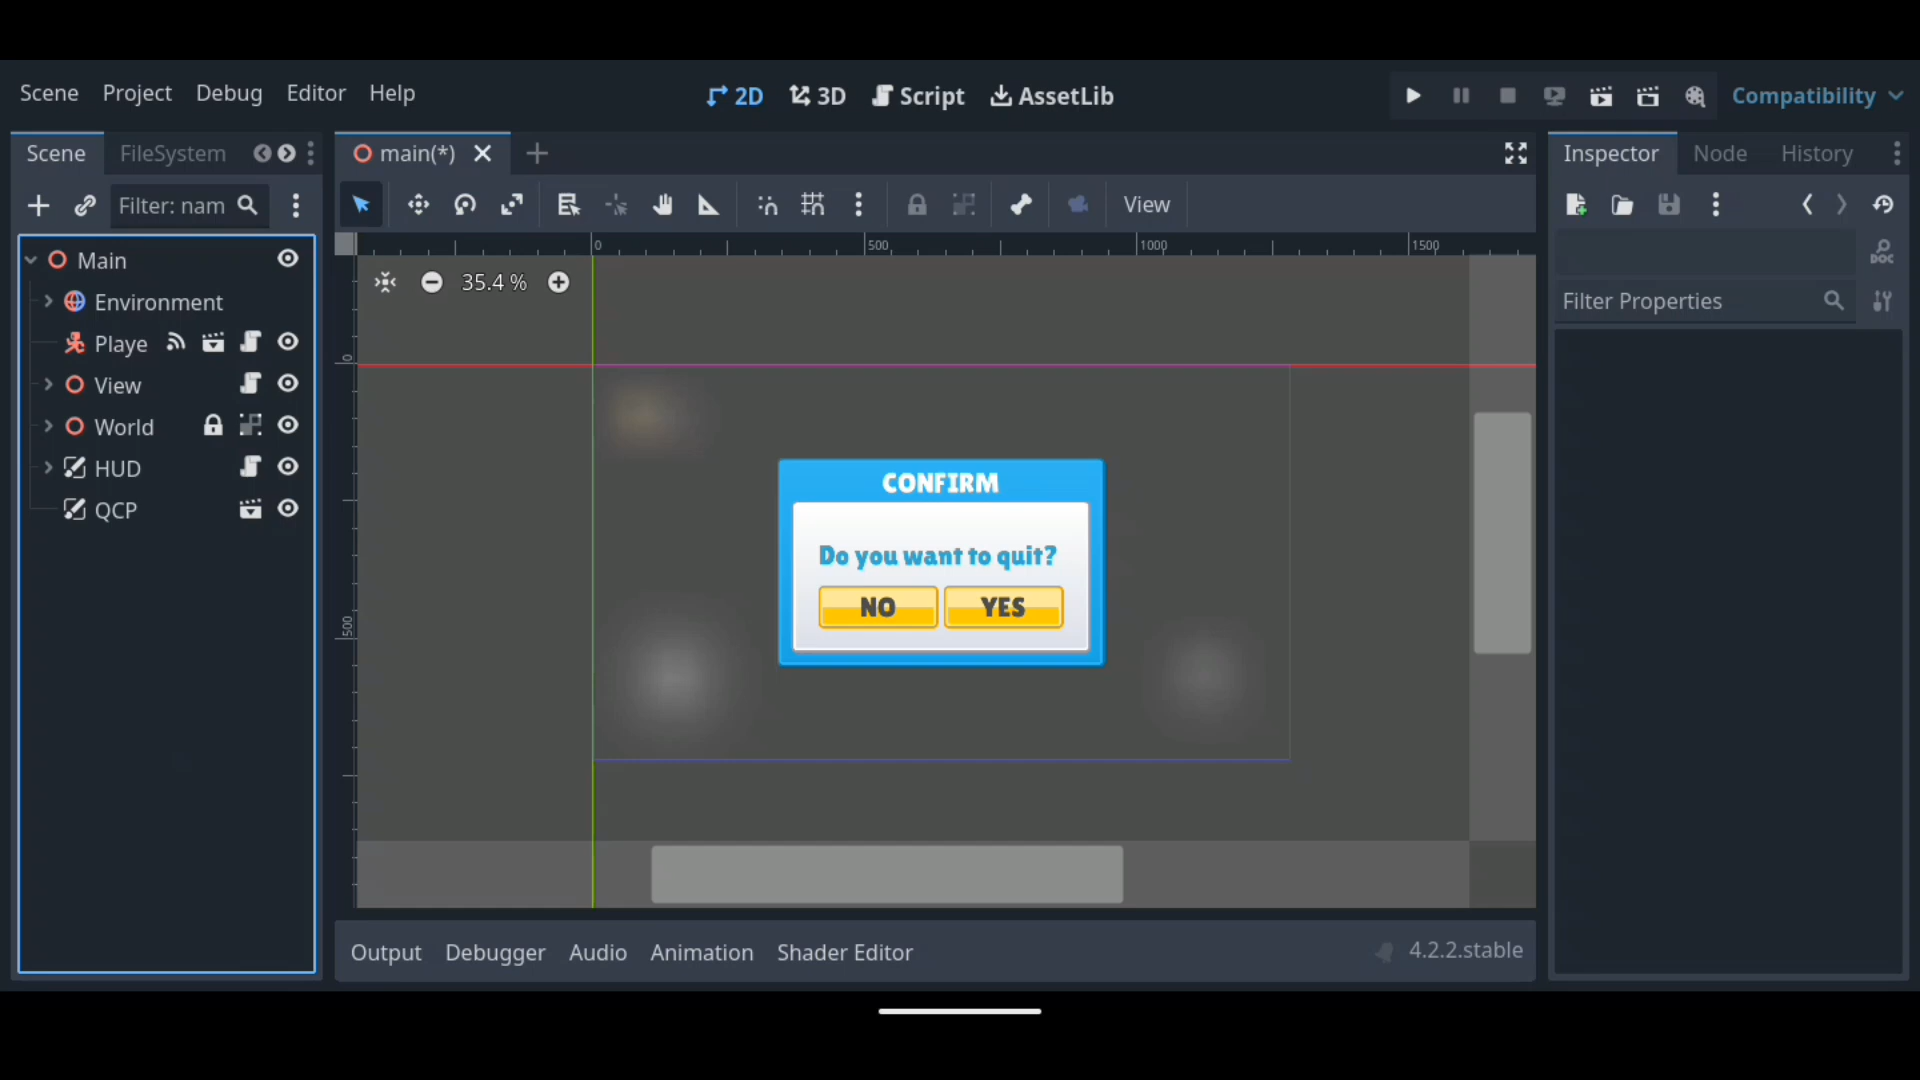 Scene Project Debug Editor Help
2D 3D Script AssetLib
Compatibility
Scene FileSystem
main(*)
Inspector Node History
Filter: nam
View
0 500 1000 1500
Main
Environment
Playe
View
World
HUD
QCP
35.4 %
0
500
CONFIRM
Do you want to quit?
NO YES
DOC
Filter Properties
Output Debugger Audio Animation Shader Editor
4.2.2.stable